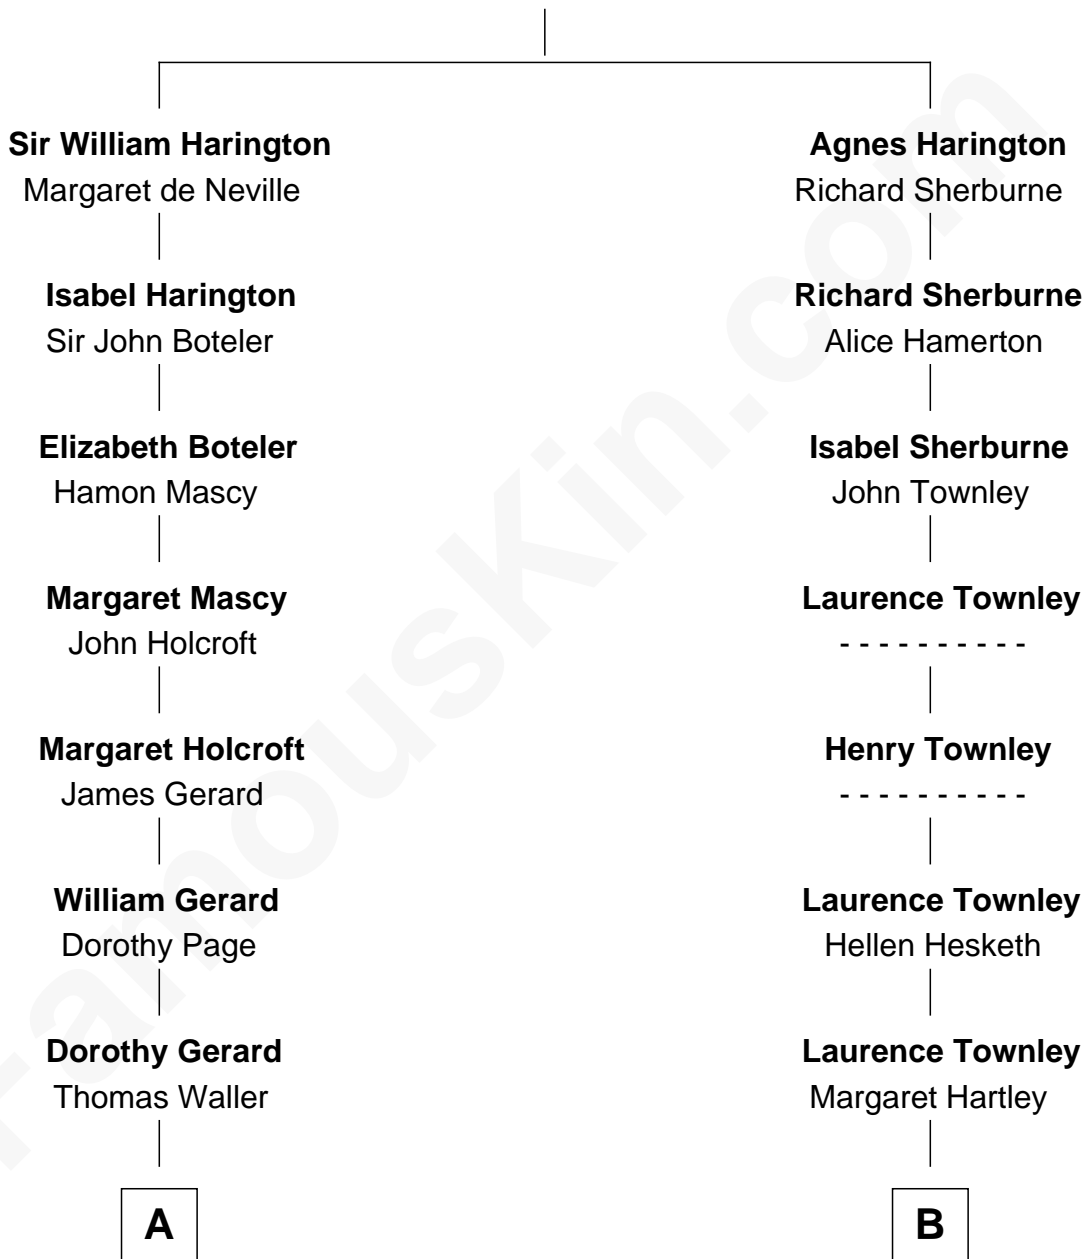 Sir William Harington
Margaret de Neville
Isabel Harington
Sir John Boteler
Elizabeth Boteler
Hamon Mascy
Margaret Mascy
John Holcroft
Margaret Holcroft
James Gerard
William Gerard
Dorothy Page
Dorothy Gerard
Thomas Waller
A
Agnes Harington
Richard Sherburne
Richard Sherburne
Alice Hamerton
Isabel Sherburne
John Townley
Laurence Townley
- - - - - - - - - -
Henry Townley
- - - - - - - - - -
Laurence Townley
Hellen Hesketh
Laurence Townley
Margaret Hartley
B
FamousKin.com